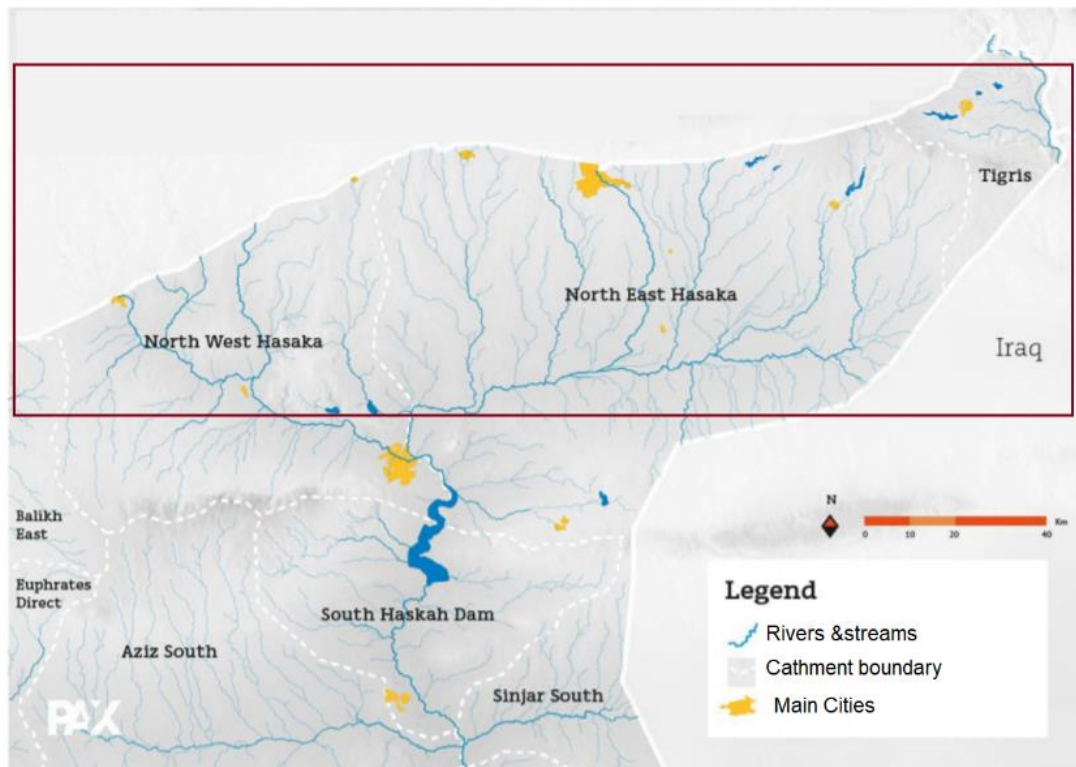 Tigris
North East Hasaka
North West Hasaka
Iraq
Balikh
East
N
Km
0 10 20 40
Euphrates
Direct
Legend
South Haskah Dam
Rivers &streams
Aziz South
Cathment boundary
Sinjar South
Main Cities
PAX